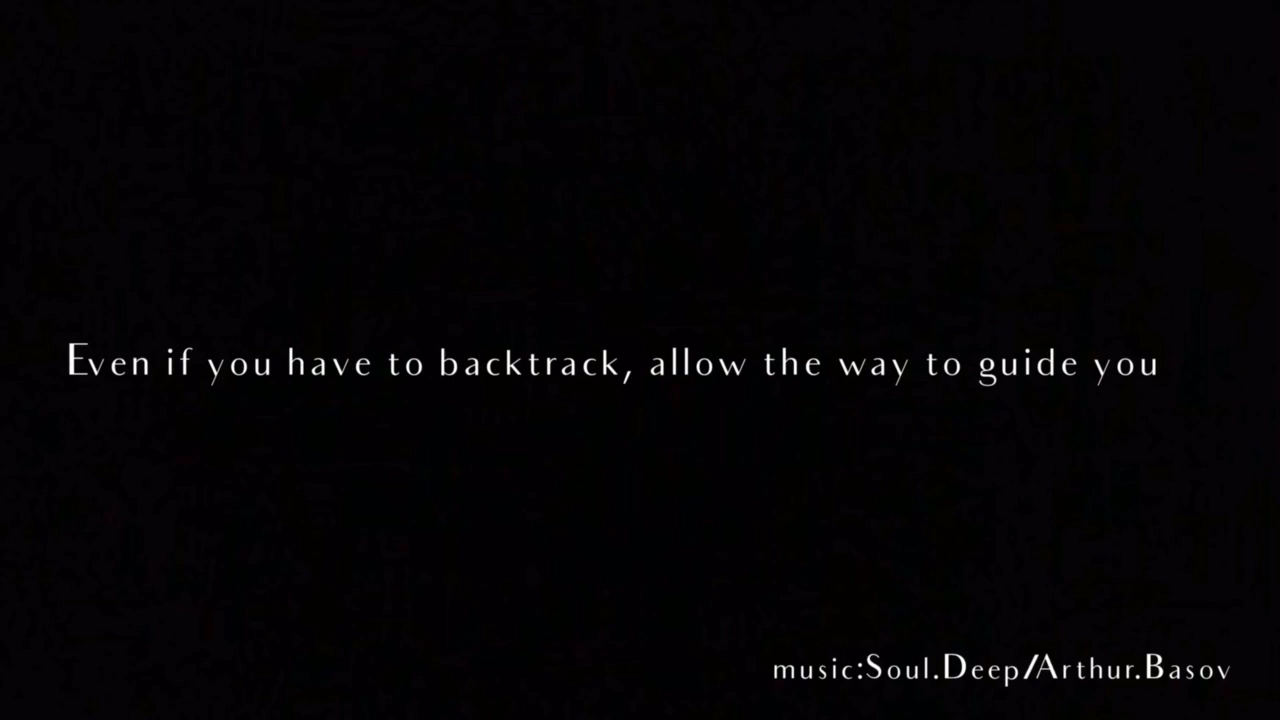 Even if you have to backtrack, allow the way to guide you
music:Soul.Deep/Arthur.Basov